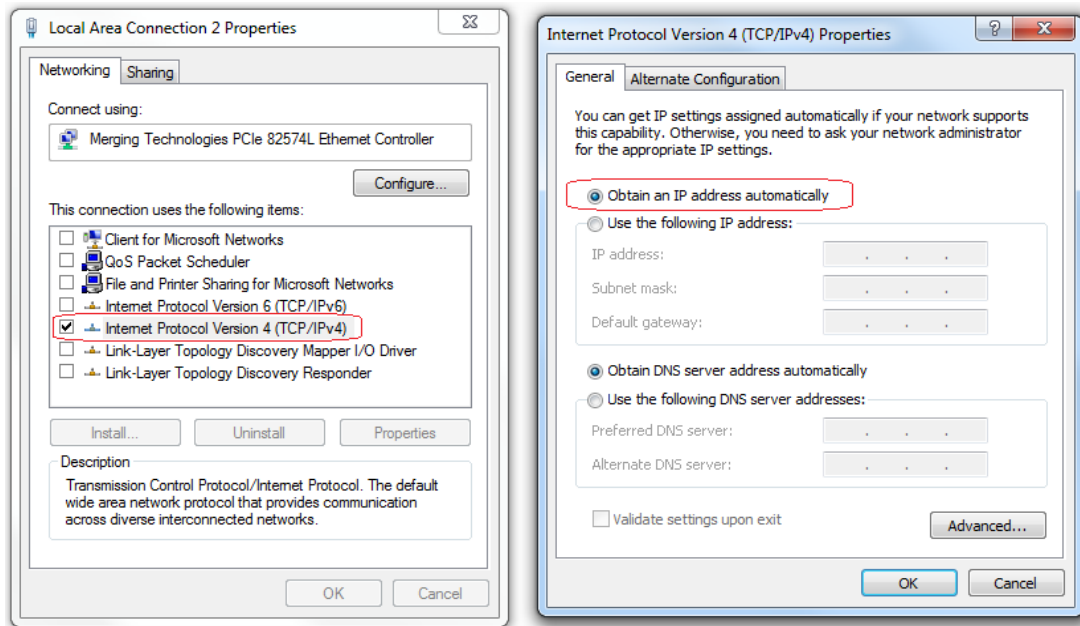 Local Area Connection 2 Properties
Networking
Sharing
Connect using:
Merging Technologies PCIe 82574L Ethernet Controller
Configure...
This connection uses the following items:
Client for Microsoft Networks
QoS Packet Scheduler
File and Printer Sharing for Microsoft Networks
Internet Protocol Version 6 (TCP/IPv6)
Internet Protocol Version 4 (TCP/IPv4)
Link-Layer Topology Discovery Mapper I/O Driver
Link-Layer Topology Discovery Responder
Install...
Uninstall
Properties
Description
Transmission Control Protocol/Internet Protocol. The default
wide area network protocol that provides communication
across diverse interconnected networks.
OK
Cancel
Internet Protocol Version 4 (TCP/IPv4) Properties
General
Alternate Configuration
You can get IP settings assigned automatically if your network supports
this capability. Otherwise, you need to ask your network administrator
for the appropriate IP settings.
Obtain an IP address automatically
Use the following IP address:
IP address:
Subnet mask:
Default gateway:
Obtain DNS server address automatically
Use the following DNS server addresses:
Preferred DNS server:
Alternate DNS server:
Validate settings upon exit
Advanced...
OK
Cancel